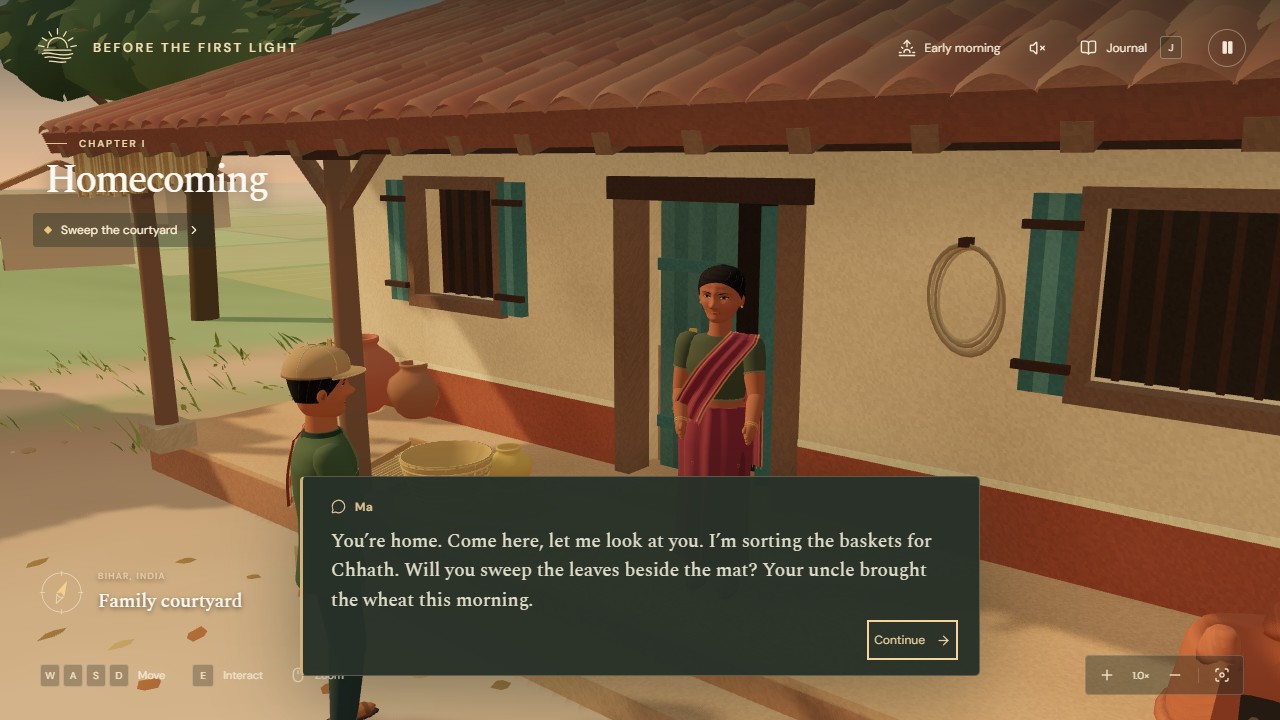 BEFORE THE FIRST LIGHT
Early morning
Journal
J
CHAPTER I
Homecoming
Sweep the courtyard
Ma
You’re home. Come here, let me look at you. I’m sorting the baskets for
Chhath. Will you sweep the leaves beside the mat? Your uncle brought
the wheat this morning.
Continue
BIHAR, INDIA
Family courtyard
W A S D Move E Interact Zoom
1.0×